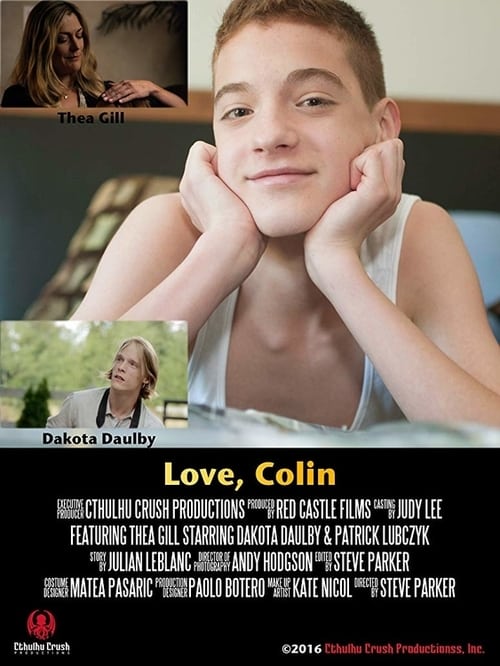 Thea Gill
Dakota Daulby
Love, Colin
EXECUTIVE PRODUCER CTHULHU CRUSH PRODUCTIONS PRODUCED BY RED CASTLE FILMS CASTING BY JUDY LEE
FEATURING THEA GILL STARRING DAKOTA DAULBY & PATRICK LUBCZYK
STORY BY JULIAN LEBLANC DIRECTOR OF PHOTOGRAPHY ANDY HODGSON EDITED BY STEVE PARKER
COSTUME DESIGNER MATEA PASARIC PRODUCTION DESIGNER PAOLO BOTERO MAKE UP ARTIST KATE NICOL DIRECTED BY STEVE PARKER
Cthulhu Crush
PRODUCTIONS
©2016 Cthulhu Crush Productionss, Inc.